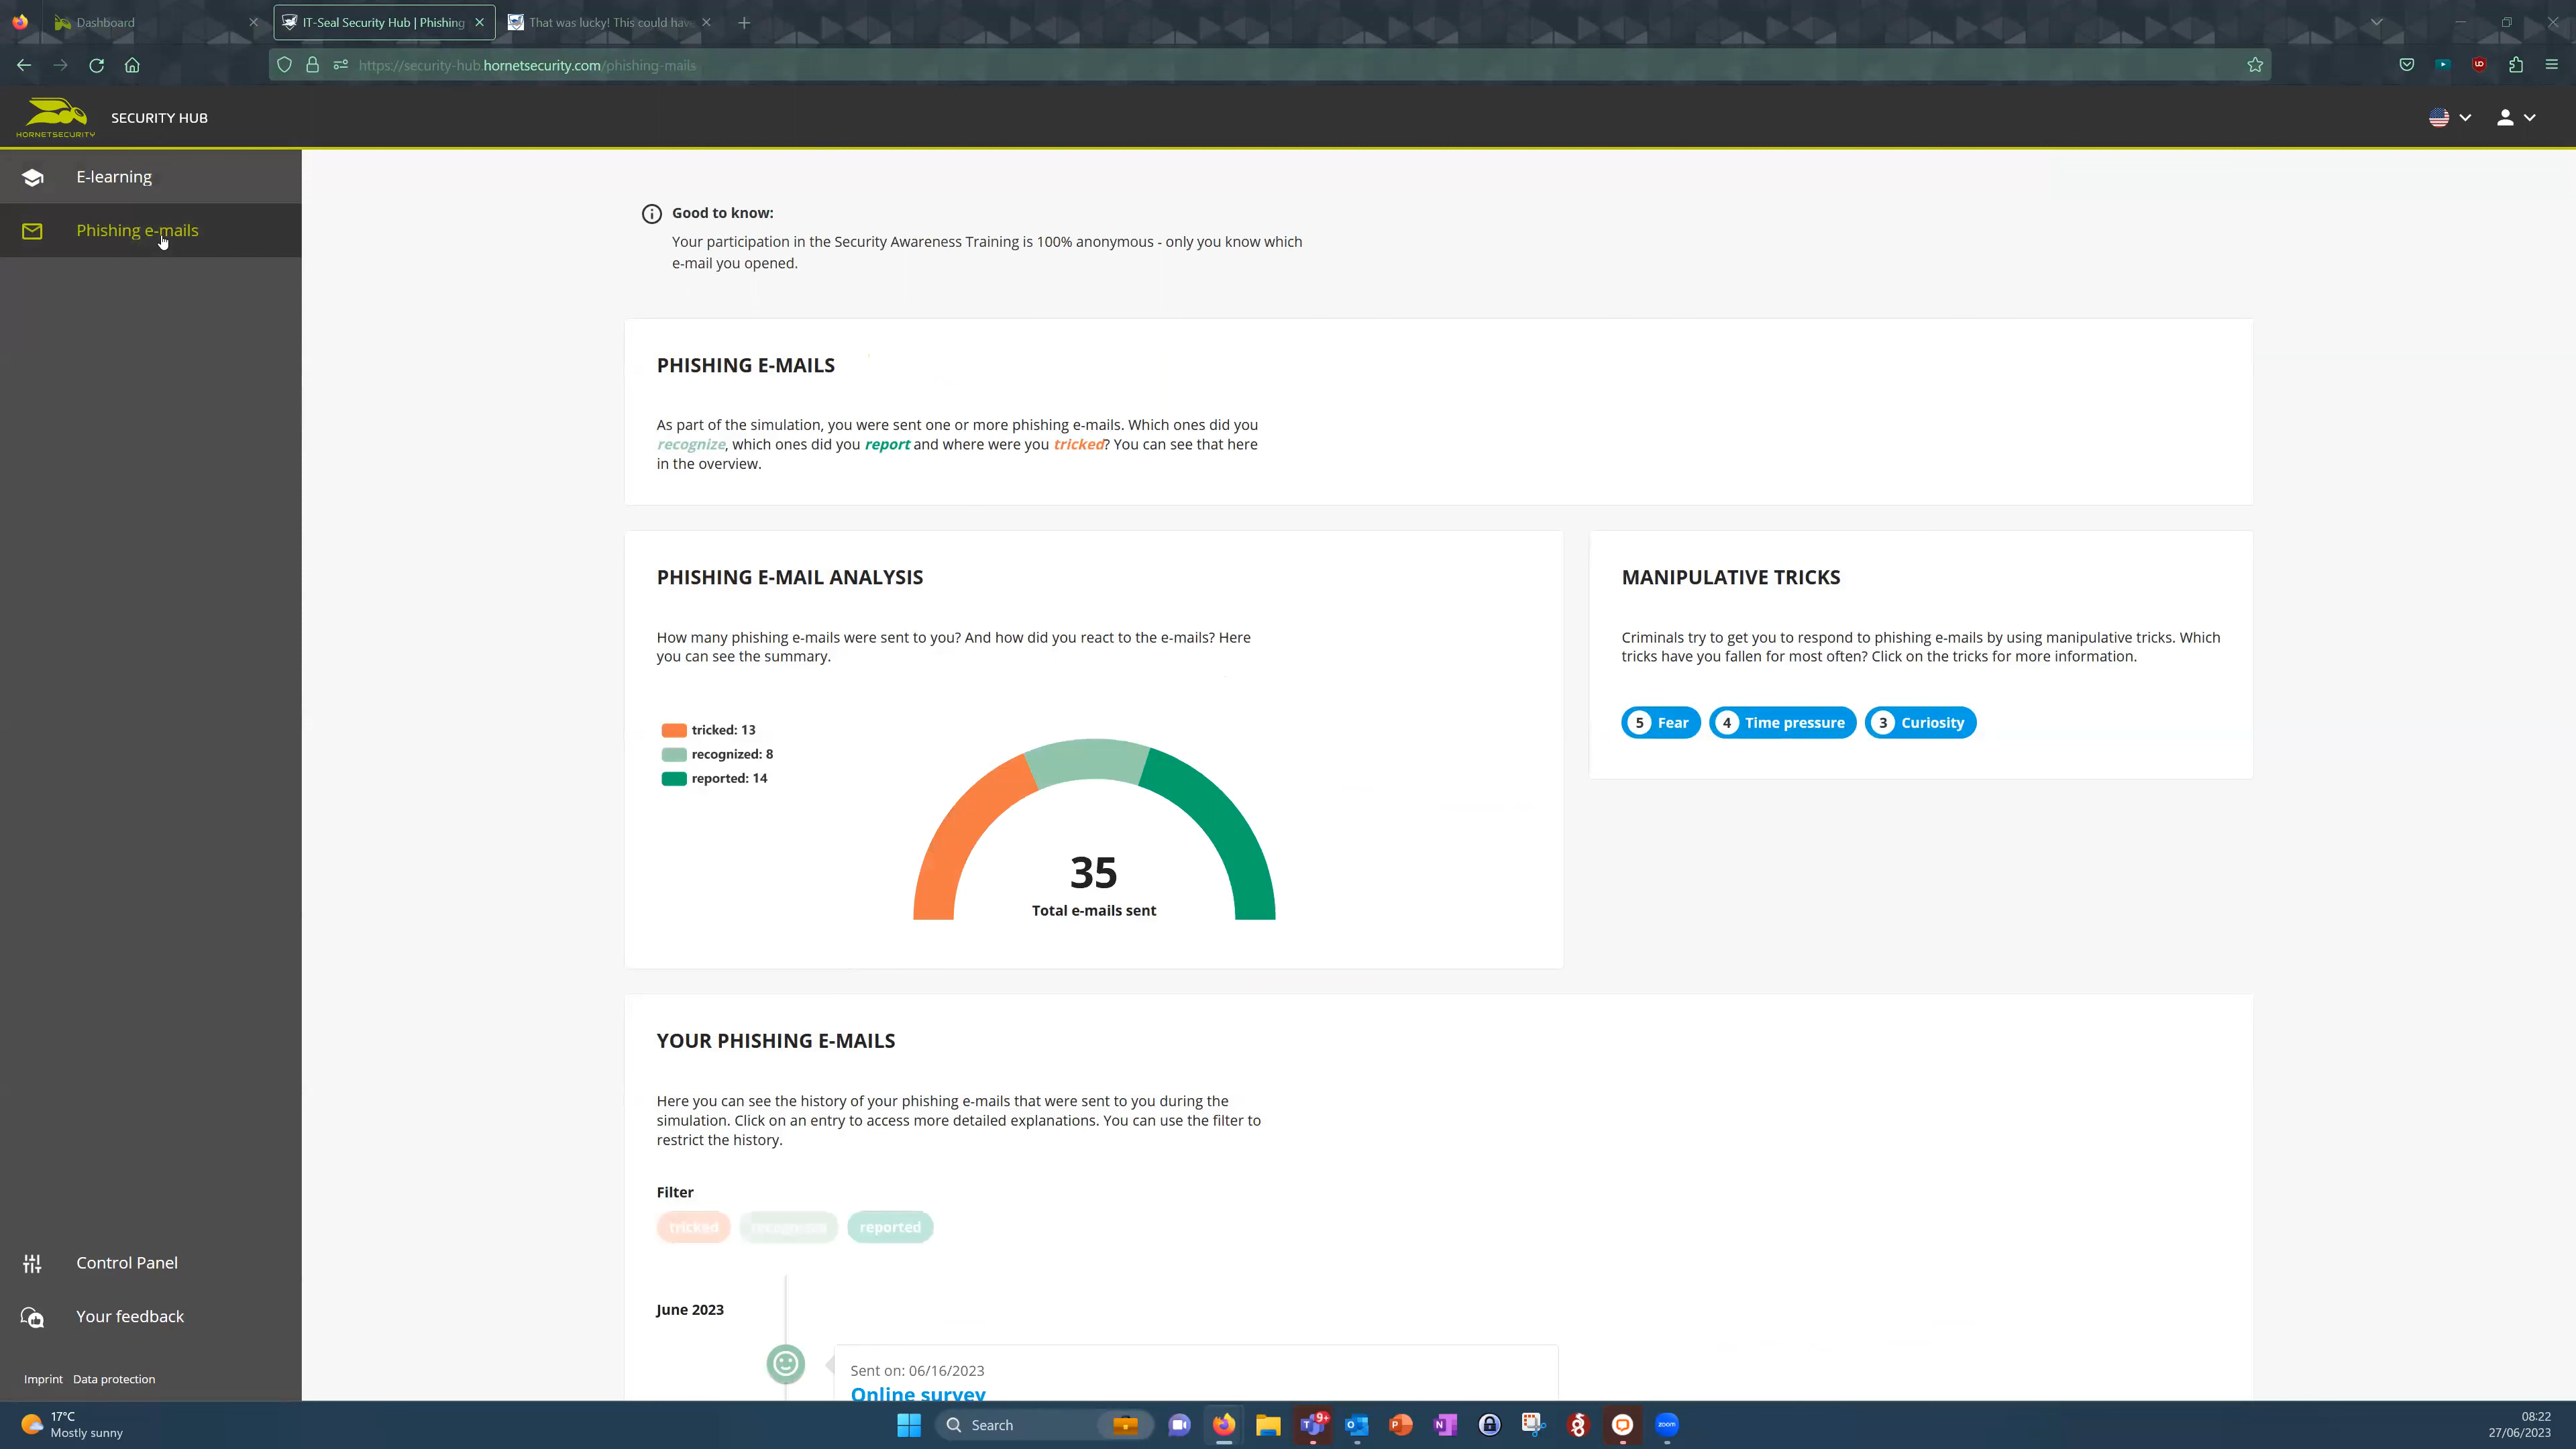 Dashboard
IT-Seal Security Hub | Phishing
That was lucky! This could hav
https://security-hub.hornetsecurity.com/phishing-mails
HORNETSECURITY
SECURITY HUB
E-learning
Phishing e-mails
Good to know:
Your participation in the Security Awareness Training is 100% anonymous - only you know which
e-mail you opened.
PHISHING E-MAILS
As part of the simulation, you were sent one or more phishing e-mails. Which ones did you
recognize, which ones did you report and where were you tricked? You can see that here
in the overview.
PHISHING E-MAIL ANALYSIS
How many phishing e-mails were sent to you? And how did you react to the e-mails? Here
you can see the summary.
tricked: 13
recognized: 8
reported: 14
35
Total e-mails sent
MANIPULATIVE TRICKS
Criminals try to get you to respond to phishing e-mails by using manipulative tricks. Which
tricks have you fallen for most often? Click on the tricks for more information.
5 Fear
4 Time pressure
3 Curiosity
YOUR PHISHING E-MAILS
Here you can see the history of your phishing e-mails that were sent to you during the
simulation. Click on an entry to access more detailed explanations. You can use the filter to
restrict the history.
Filter
tricked
recognized
reported
June 2023
Sent on: 06/16/2023
Online survey
Control Panel
Your feedback
Imprint Data protection
17°C
Mostly sunny
Search
9+
zoom
08:22
27/06/2023